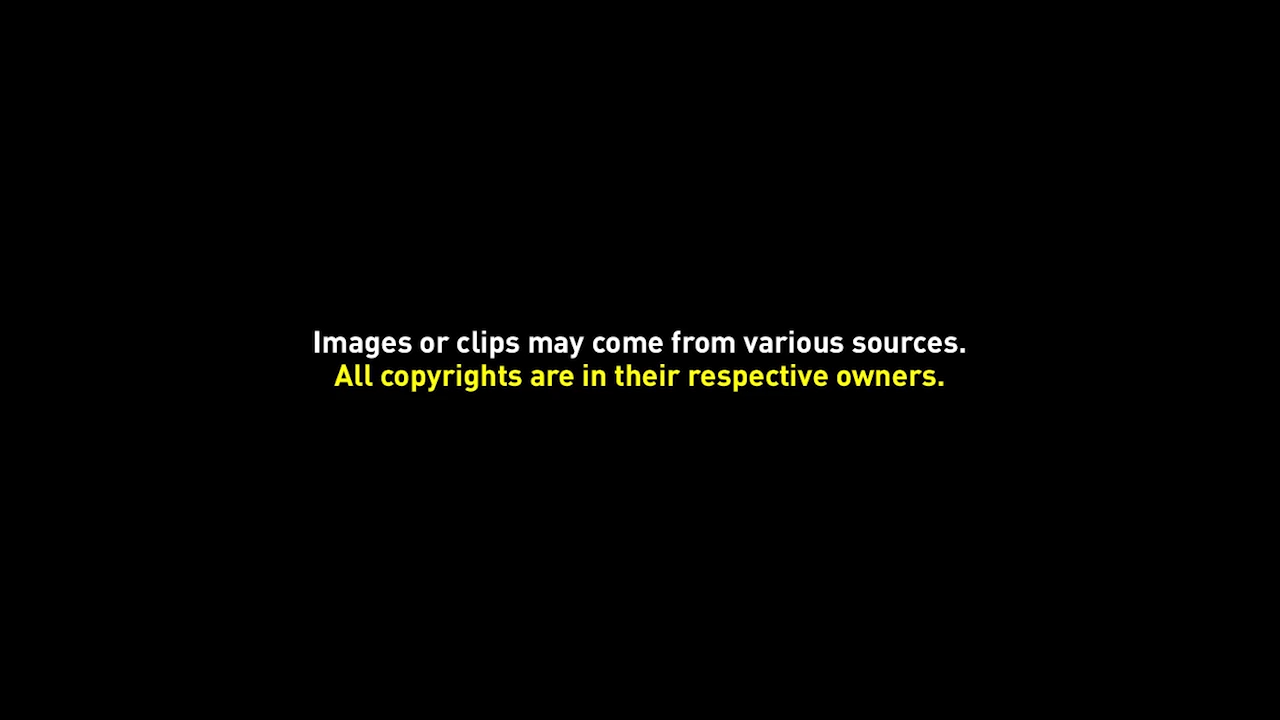 Images or clips may come from various sources.
All copyrights are in their respective owners.